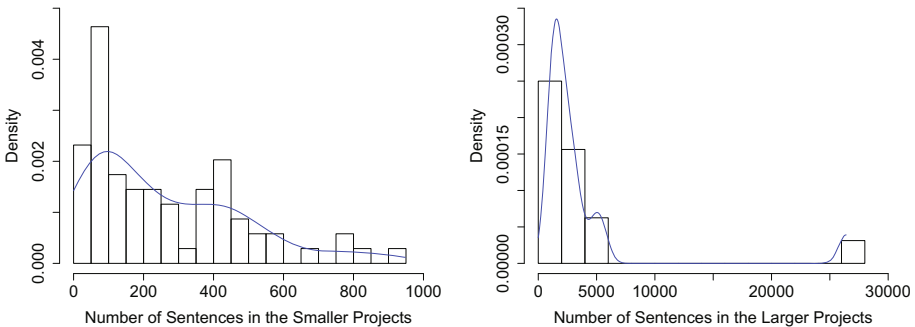 Density
0.000 0.002 0.004
0 200 400 600 800 1000
Number of Sentences in the Smaller Projects
Density
0.00000 0.00015 0.00030
0 5000 10000 20000 30000
Number of Sentences in the Larger Projects